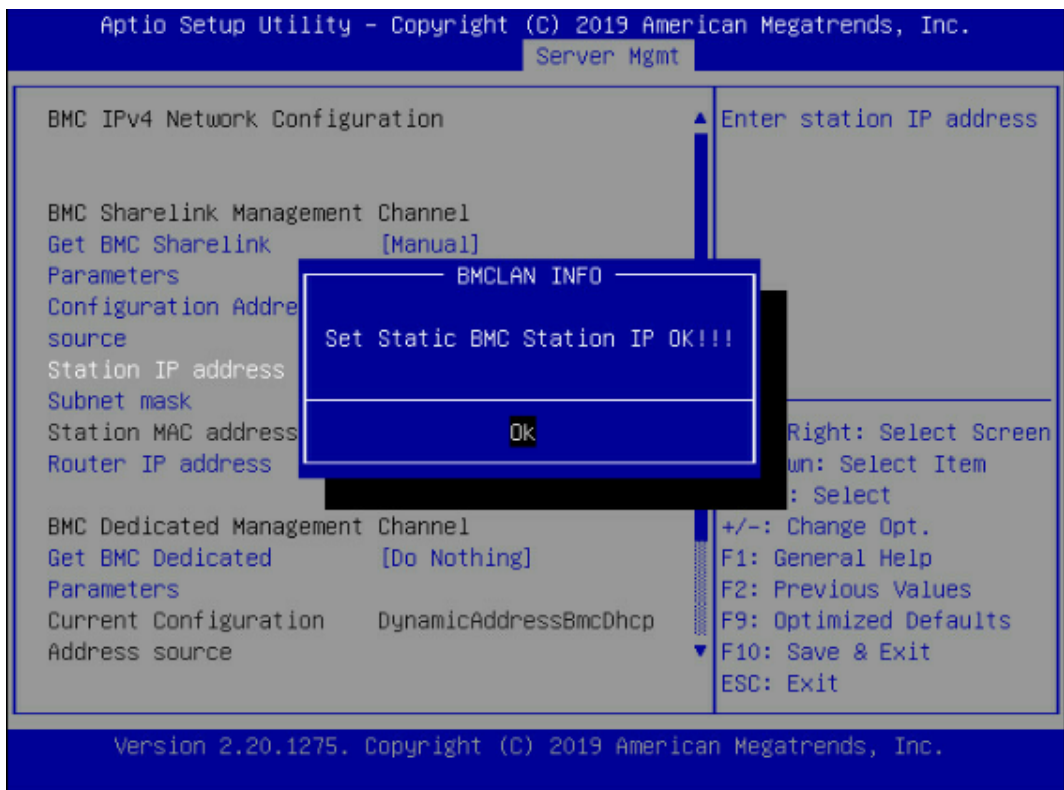 Aptio Setup Utility – Copyright (C) 2019 American Megatrends, Inc.
Server Mgmt
BMC IPv4 Network Configuration
Enter station IP address
BMC Sharelink Management Channel
Get BMC Sharelink [Manual]
Parameters
Configuration Addre
source
Station IP address
Subnet mask
Station MAC address
Router IP address
BMCLAN INFO
Set Static BMC Station IP OK!!!
Ok
BMC Dedicated Management Channel
Get BMC Dedicated [Do Nothing]
Parameters
Current Configuration DynamicAddressBmcDhcp
Address source
Right: Select Screen
wn: Select Item
: Select
+/-: Change Opt.
F1: General Help
F2: Previous Values
F9: Optimized Defaults
F10: Save & Exit
ESC: Exit
Version 2.20.1275. Copyright (C) 2019 American Megatrends, Inc.